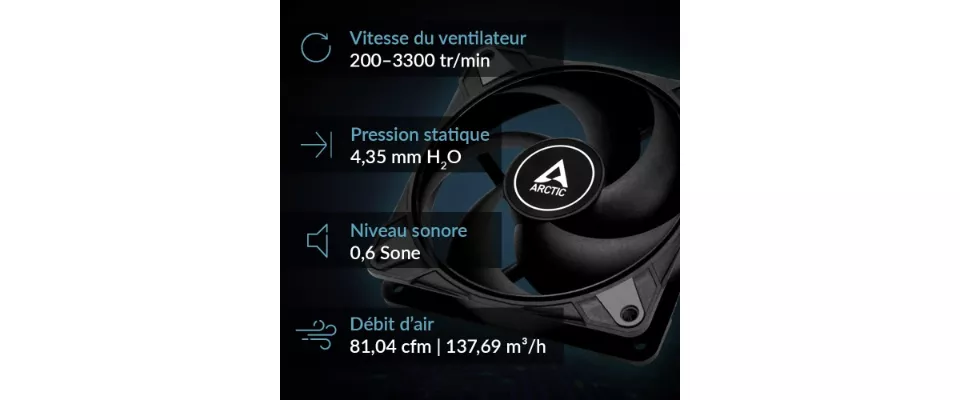 Vitesse du ventilateur
200–3300 tr/min
Pression statique
4,35 mm H₂O
ARCTIC
Niveau sonore
0,6 Sone
Débit d’air
81,04 cfm | 137,69 m³/h